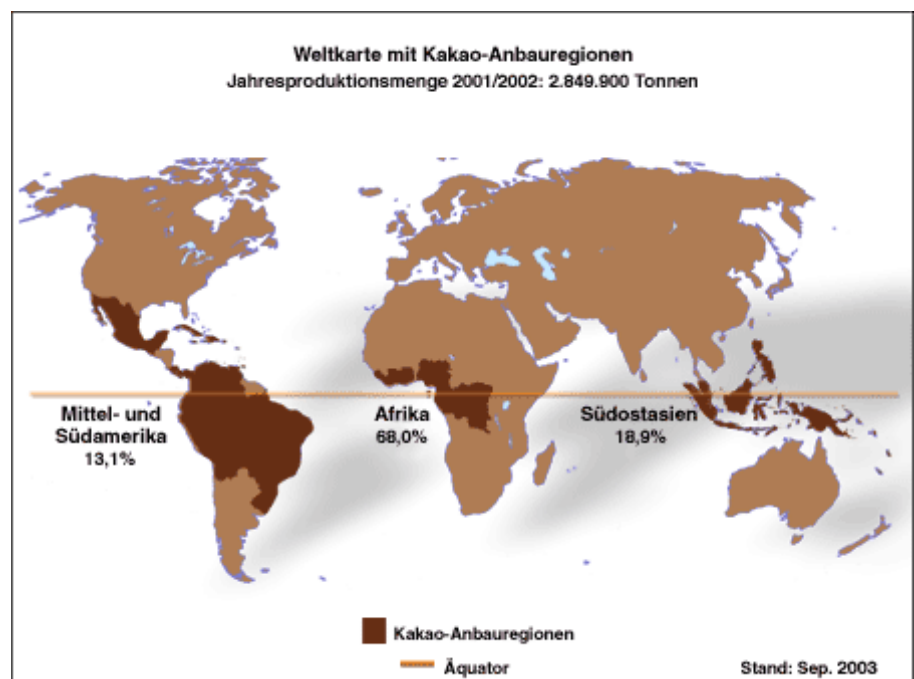 Weltkarte mit Kakao-Anbauregionen
Jahresproduktionsmenge 2001/2002: 2.849.900 Tonnen
Mittel- und
Südamerika
13,1%
Afrika
68,0%
Südostasien
18,9%
Kakao-Anbauregionen
Äquator
Stand: Sep. 2003